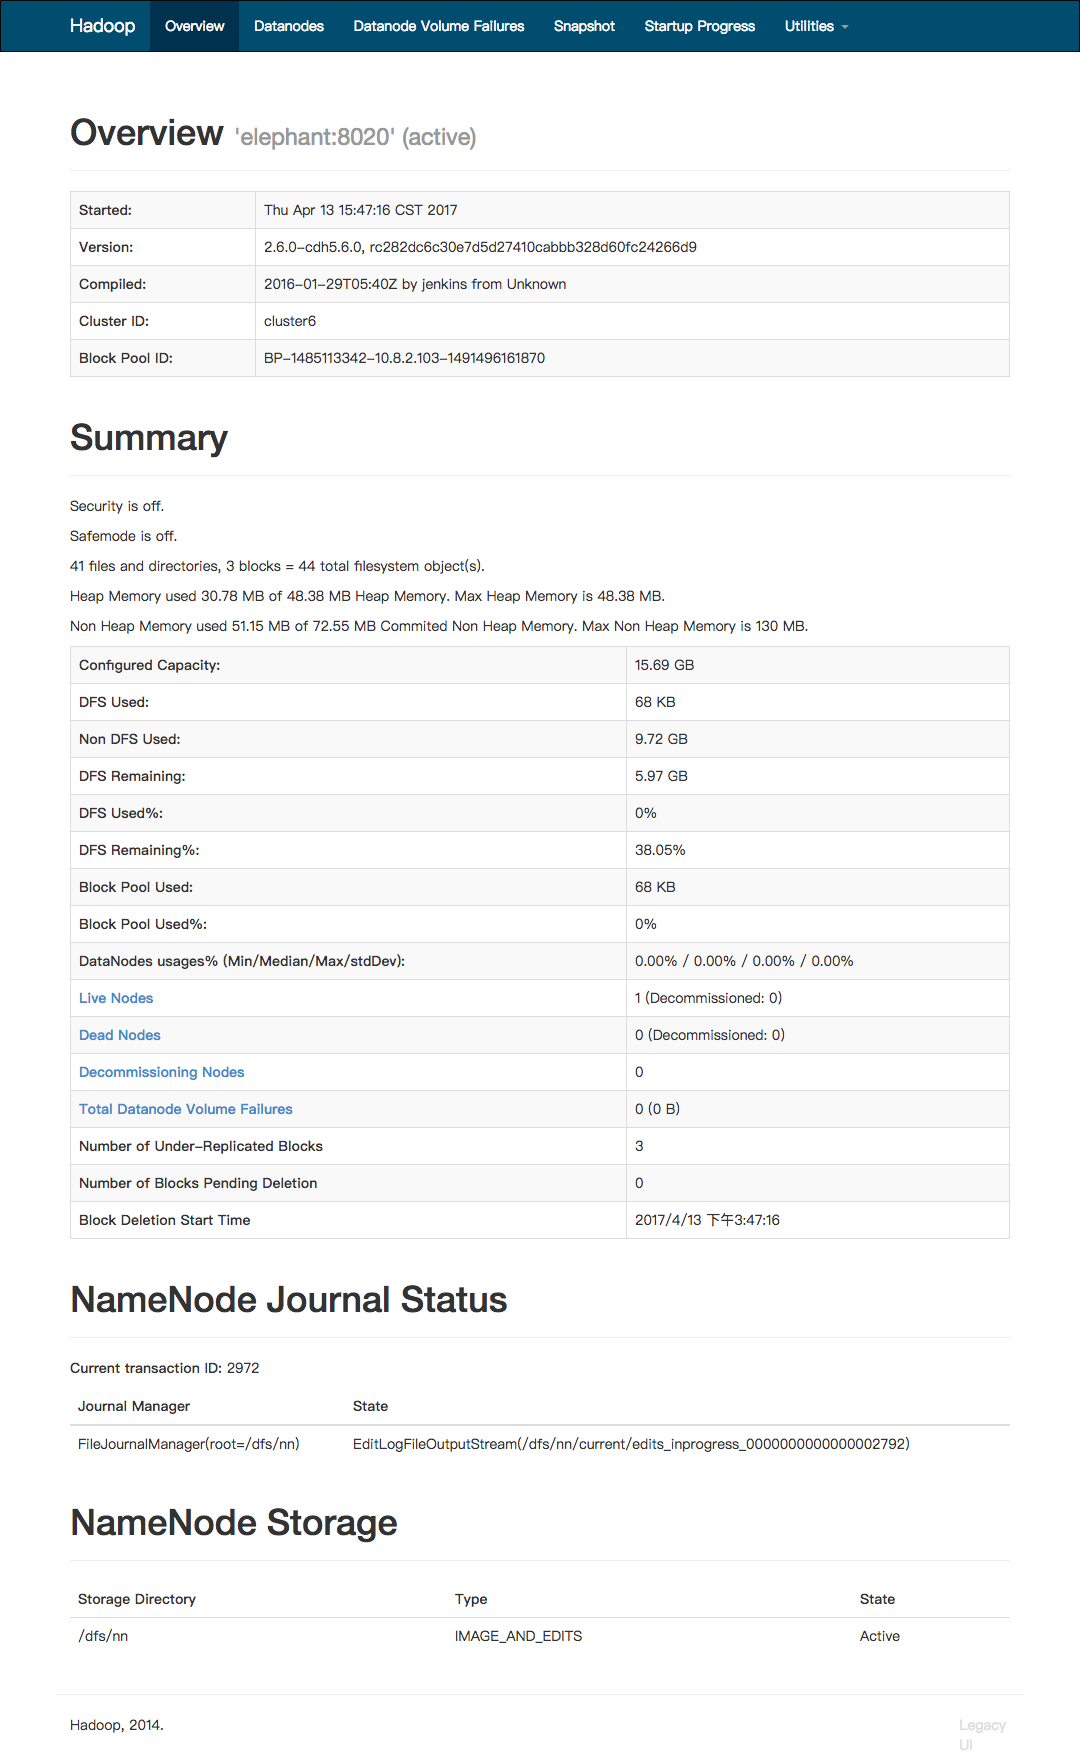 Hadoop Overview Datanodes Datanode Volume Failures Snapshot Startup Progress Utilities
Overview 'elephant:8020' (active)
Started: Thu Apr 13 15:47:16 CST 2017
Version: 2.6.0-cdh5.6.0, rc282dc6c30e7d5d27410cabbb328d60fc24266d9
Compiled: 2016-01-29T05:40Z by jenkins from Unknown
Cluster ID: cluster6
Block Pool ID: BP-1485113342-10.8.2.103-1491496161870
Summary
Security is off.
Safemode is off.
41 files and directories, 3 blocks = 44 total filesystem object(s).
Heap Memory used 30.78 MB of 48.38 MB Heap Memory. Max Heap Memory is 48.38 MB.
Non Heap Memory used 51.15 MB of 72.55 MB Commited Non Heap Memory. Max Non Heap Memory is 130 MB.
Configured Capacity: 15.69 GB
DFS Used: 68 KB
Non DFS Used: 9.72 GB
DFS Remaining: 5.97 GB
DFS Used%: 0%
DFS Remaining%: 38.05%
Block Pool Used: 68 KB
Block Pool Used%: 0%
DataNodes usages% (Min/Median/Max/stdDev): 0.00% / 0.00% / 0.00% / 0.00%
Live Nodes 1 (Decommissioned: 0)
Dead Nodes 0 (Decommissioned: 0)
Decommissioning Nodes 0
Total Datanode Volume Failures 0 (0 B)
Number of Under-Replicated Blocks 3
Number of Blocks Pending Deletion 0
Block Deletion Start Time 2017/4/13 下午3:47:16
NameNode Journal Status
Current transaction ID: 2972
Journal Manager State
FileJournalManager(root=/dfs/nn) EditLogFileOutputStream(/dfs/nn/current/edits_inprogress_0000000000000002792)
NameNode Storage
Storage Directory Type State
/dfs/nn IMAGE_AND_EDITS Active
Hadoop, 2014. Legacy
UI